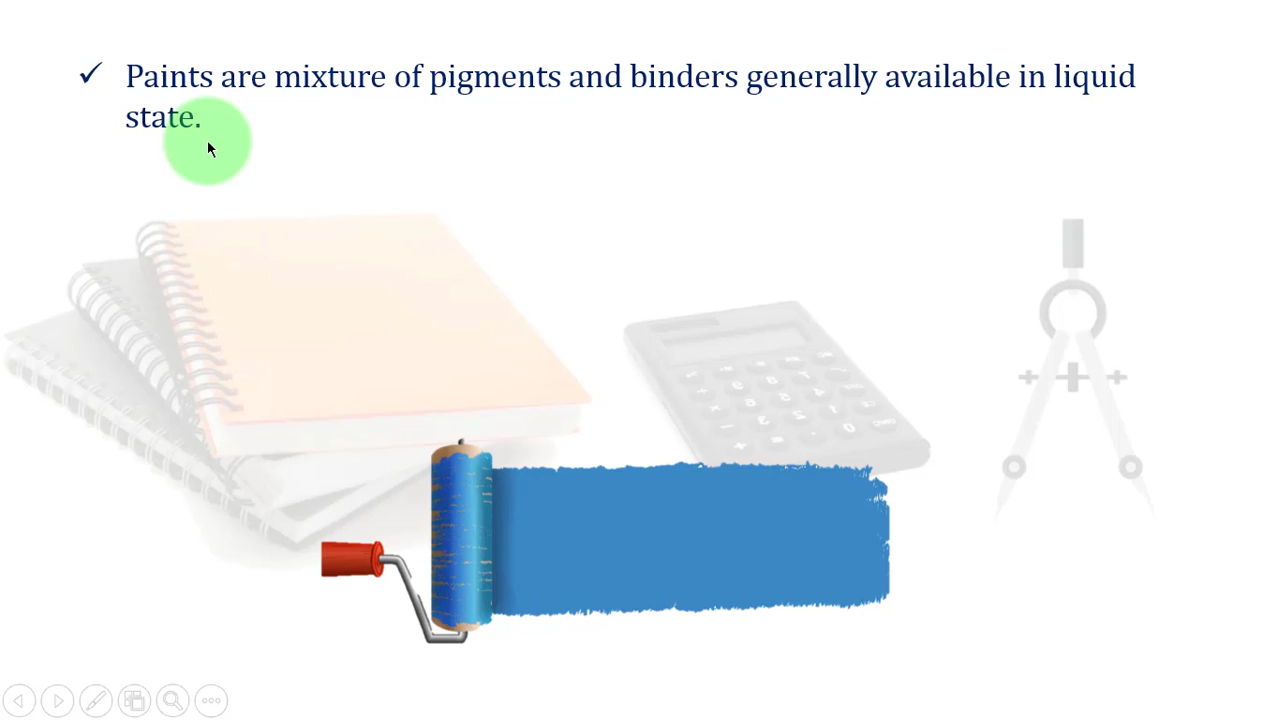 ✓ Paints are mixture of pigments and binders generally available in liquid
state.